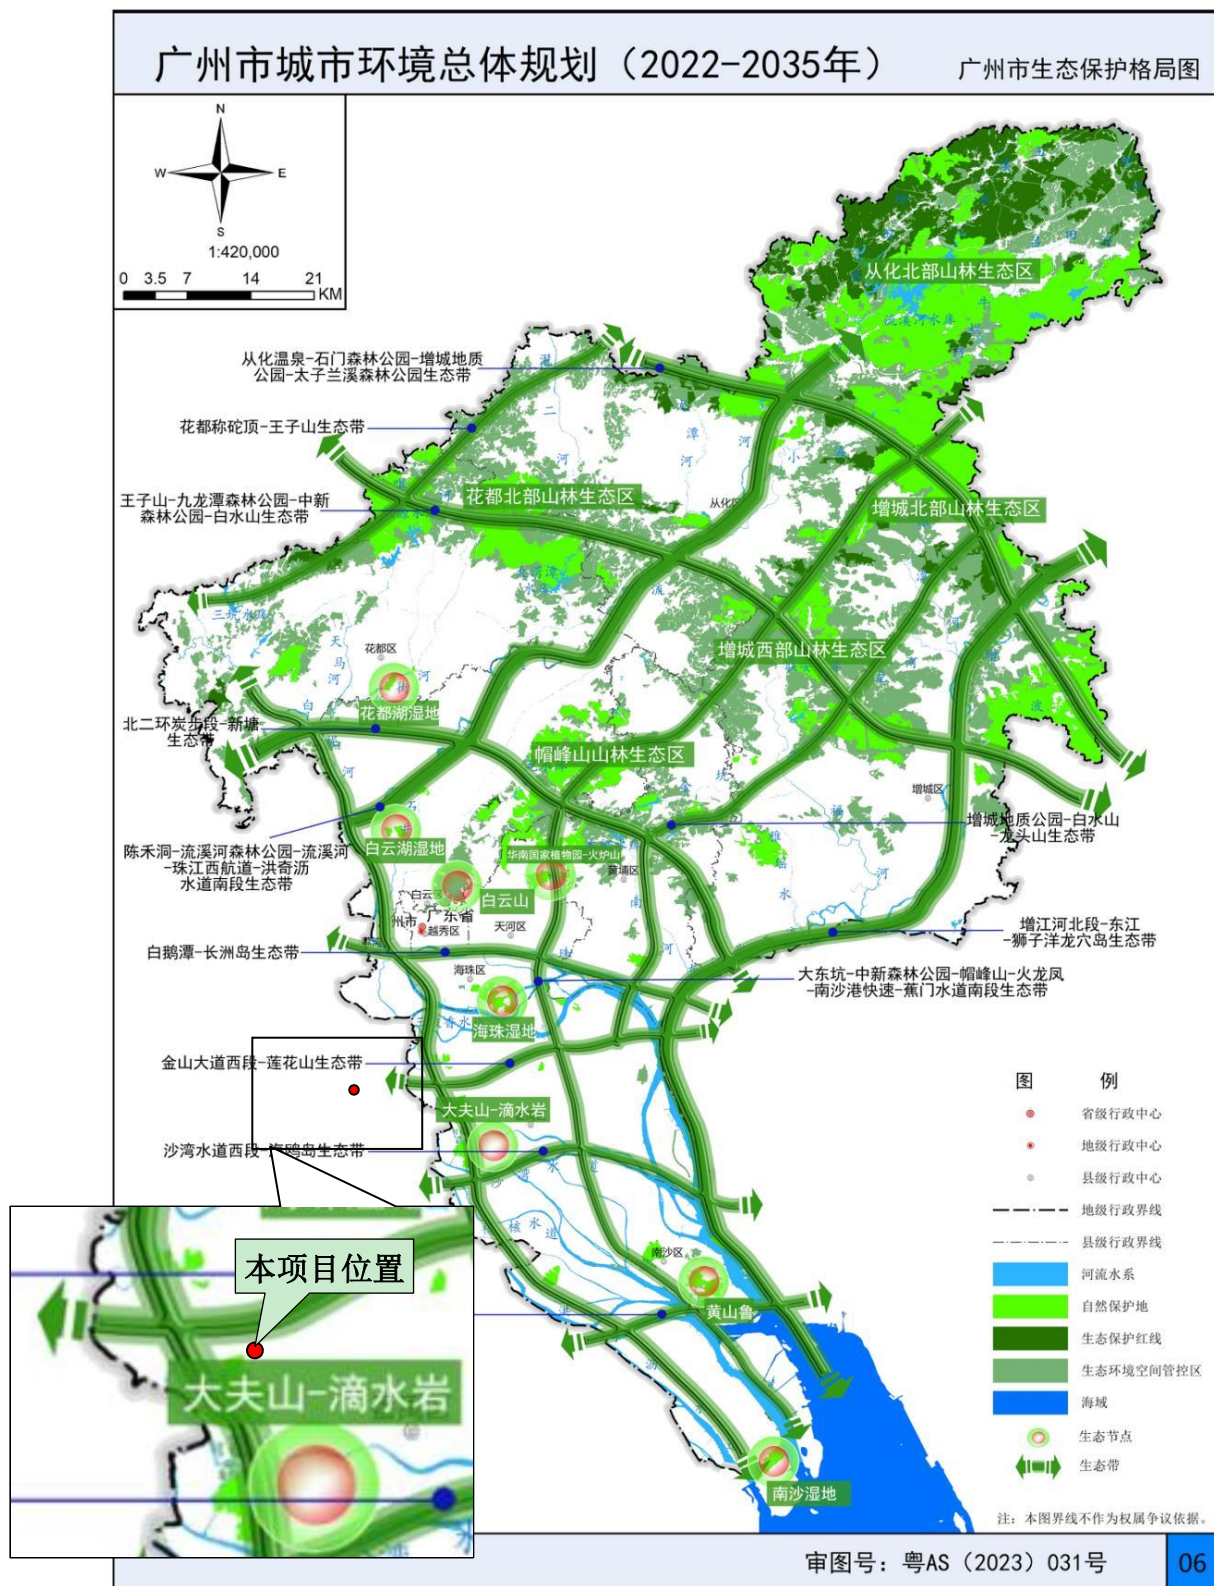 广州市城市环境总体规划（2022-2035年）
广州市生态保护格局图
N
W
E
S
1:420,000
0 3.5 7 14 21 KM
从化北部山林生态区
流溪河水库
从化温泉-石门森林公园-增城地质
公园-太子兰溪森林公园生态带
花都称砣顶-王子山生态带
王子山-九龙潭森林公园-中新
森林公园-白水山生态带
花都北部山林生态区
从化区
增城北部山林生态区
三坑水库
天马河
花都区
增城西部山林生态区
花都湖湿地
北二环炭步段-新塘
生态带
帽峰山山林生态区
增城区
增城地质公园-白水山
-龙头山生态带
白云湖湿地
陈禾洞-流溪河森林公园-流溪河
-珠江西航道-洪奇沥
水道南段生态带
华南国家植物园-火炉山
黄埔区
白云区
白云山
广东省
州市
越秀区
天河区
增江河北段-东江
-狮子洋龙穴岛生态带
白鹅潭-长洲岛生态带
海珠区
大东坑-中新森林公园-帽峰山-火龙凤
-南沙港快速-蕉门水道南段生态带
海珠湿地
金山大道西段-莲花山生态带
大夫山-滴水岩
沙湾水道西段-海鸥岛生态带
南沙区
黄山鲁
南沙湿地
本项目位置
大夫山-滴水岩
图 例
省级行政中心
地级行政中心
县级行政中心
地级行政界线
县级行政界线
河流水系
自然保护地
生态保护红线
生态环境空间管控区
海域
生态节点
生态带
注：本图界线不作为权属争议依据。
审图号：粤AS（2023）031号
06